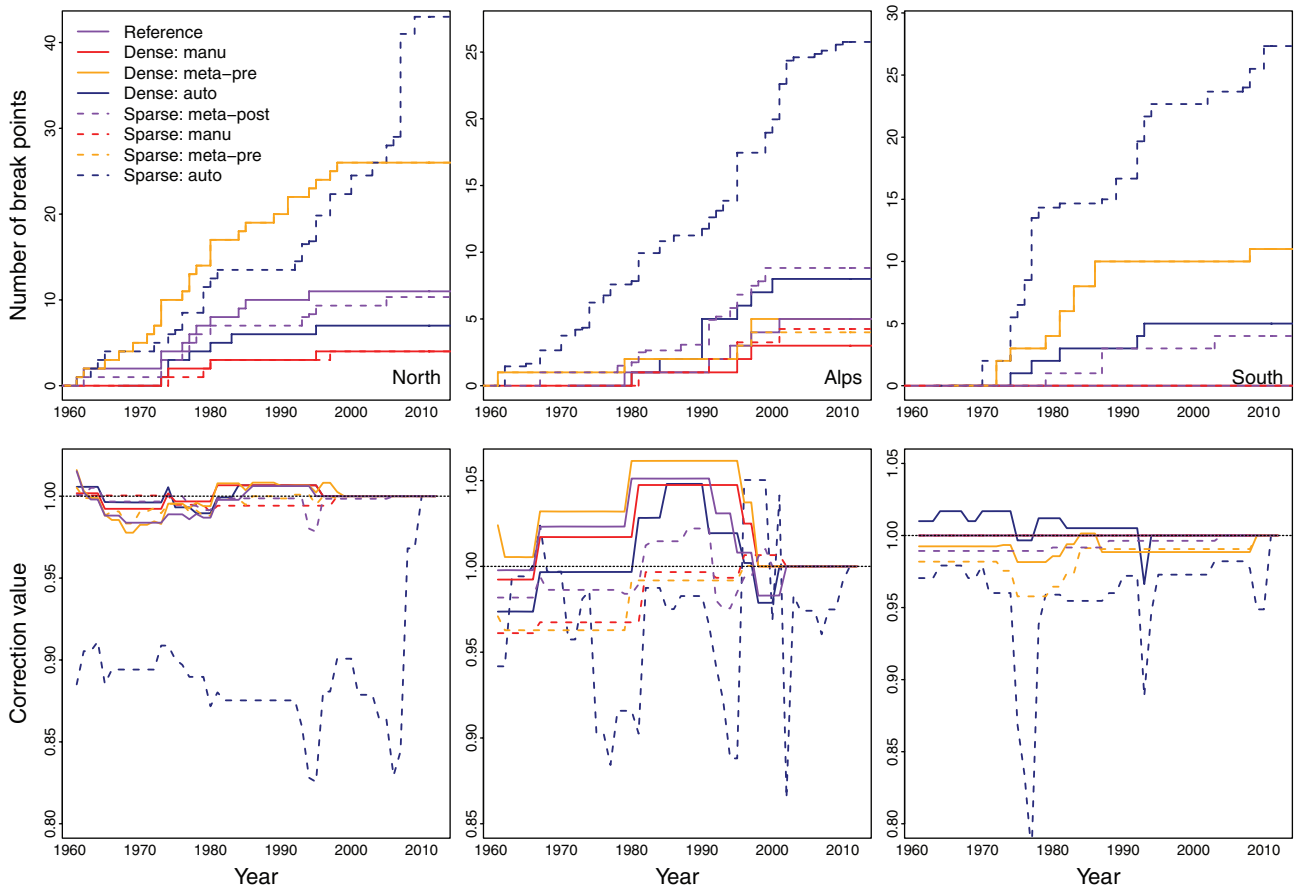 Number of break points
40
30
20
10
0
Reference
Dense: manu
Dense: meta-pre
Dense: auto
Sparse: meta-post
Sparse: manu
Sparse: meta-pre
Sparse: auto
North
1960 1970 1980 1990 2000 2010
25
20
15
10
5
0
Alps
1960 1970 1980 1990 2000 2010
30
25
20
15
10
5
0
South
1960 1970 1980 1990 2000 2010
Correction value
1.00
0.95
0.90
0.85
0.80
1960 1970 1980 1990 2000 2010
Year
1.05
1.00
0.95
0.90
0.85
1960 1970 1980 1990 2000 2010
Year
1.05
1.00
0.95
0.90
0.85
0.80
1960 1970 1980 1990 2000 2010
Year